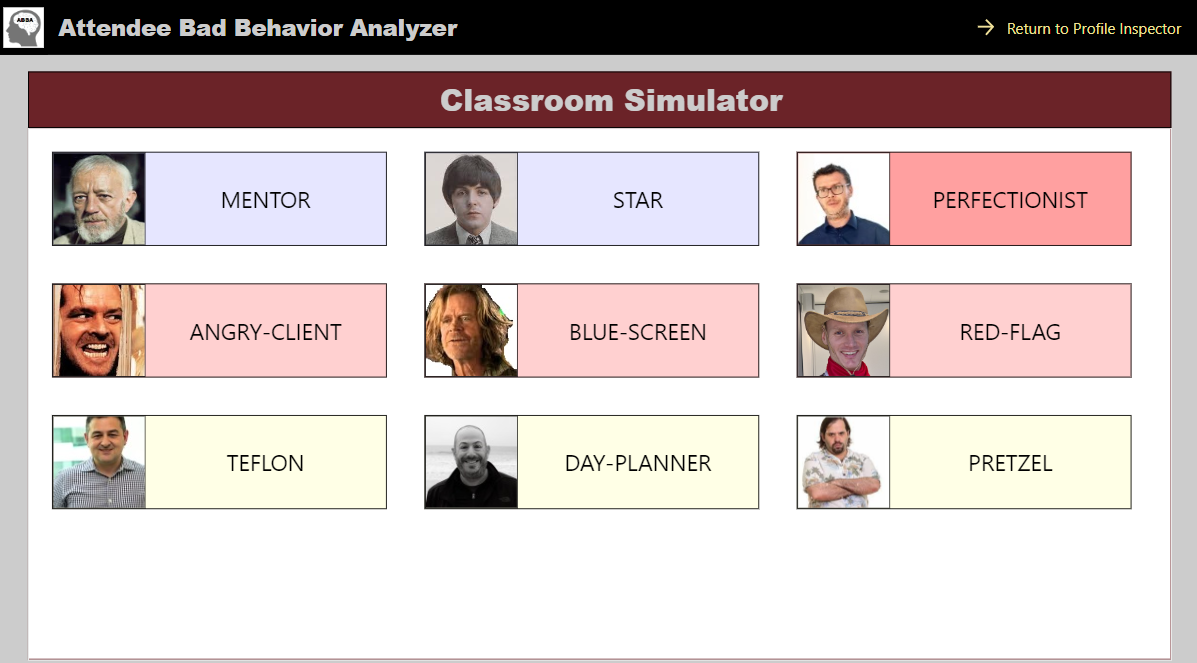 ABBA
Attendee Bad Behavior Analyzer
Return to Profile Inspector
Classroom Simulator
MENTOR
STAR
PERFECTIONIST
ANGRY-CLIENT
BLUE-SCREEN
RED-FLAG
TEFLON
DAY-PLANNER
PRETZEL